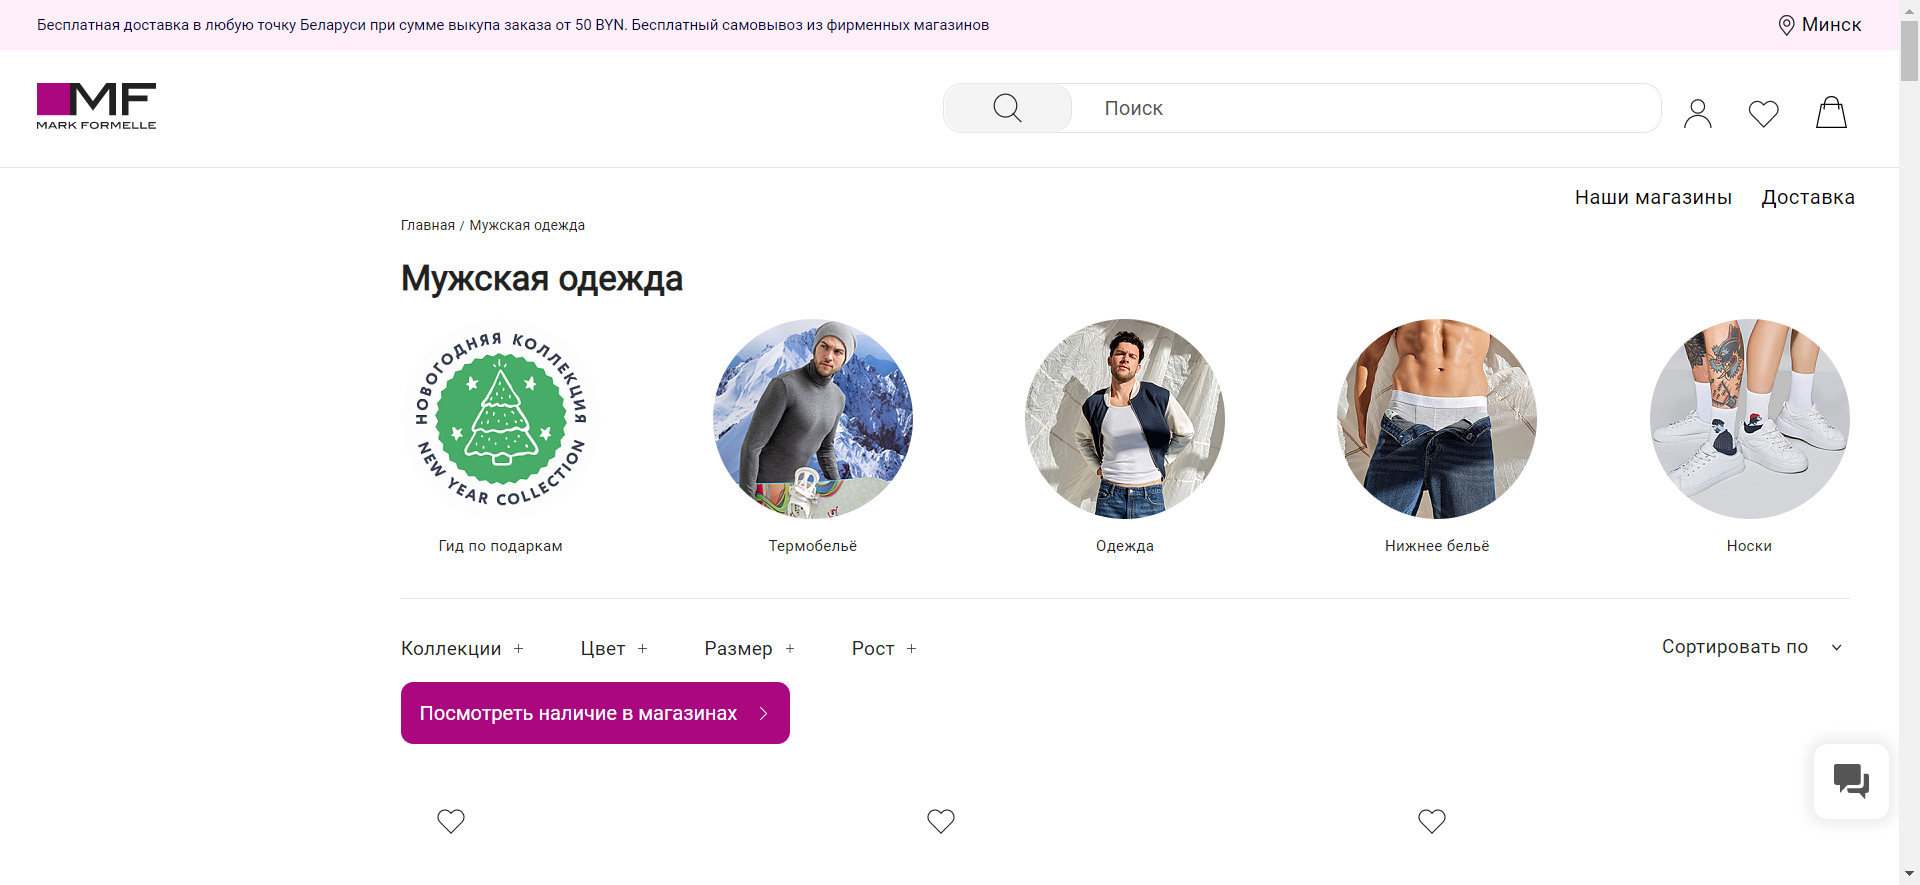 Бесплатная доставка в любую точку Беларуси при сумме выкупа заказа от 50 BYN. Бесплатный самовывоз из фирменных магазинов
Минск
MF
MARK FORMELLE
Поиск
Наши магазины
Доставка
Главная / Мужская одежда
Мужская одежда
НОВОГОДНЯЯ КОЛЛЕКЦИЯ
NEW YEAR COLLECTION
Гид по подаркам
Термобельё
Одежда
Нижнее бельё
Носки
Коллекции +
Цвет +
Размер +
Рост +
Сортировать по
Посмотреть наличие в магазинах